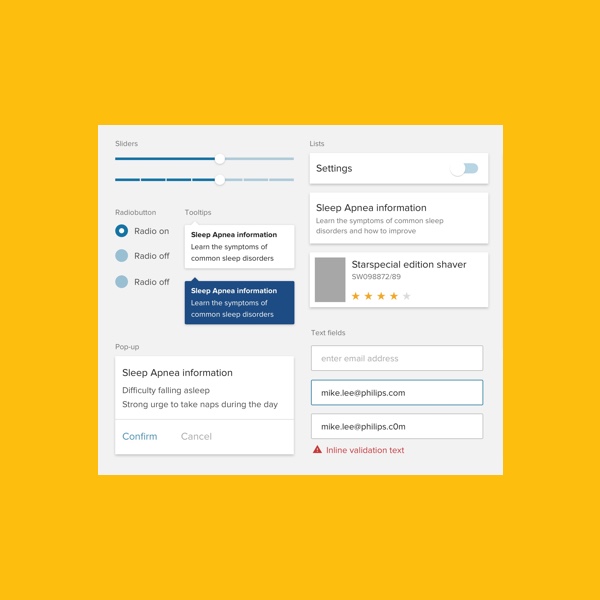 Sliders
Radiobutton
Radio on
Radio off
Radio off
Tooltips
Sleep Apnea information
Learn the symptoms of
common sleep disorders
Sleep Apnea information
Learn the symptoms of
common sleep disorders
Pop-up
Sleep Apnea information
Difficulty falling asleep
Strong urge to take naps during the day
Confirm
Cancel
Lists
Settings
Sleep Apnea information
Learn the symptoms of common sleep
disorders and how to improve
Starspecial edition shaver
SW098872/89
Text fields
enter email address
mike.lee@philips.com
mike.lee@philips.c0m
Inline validation text